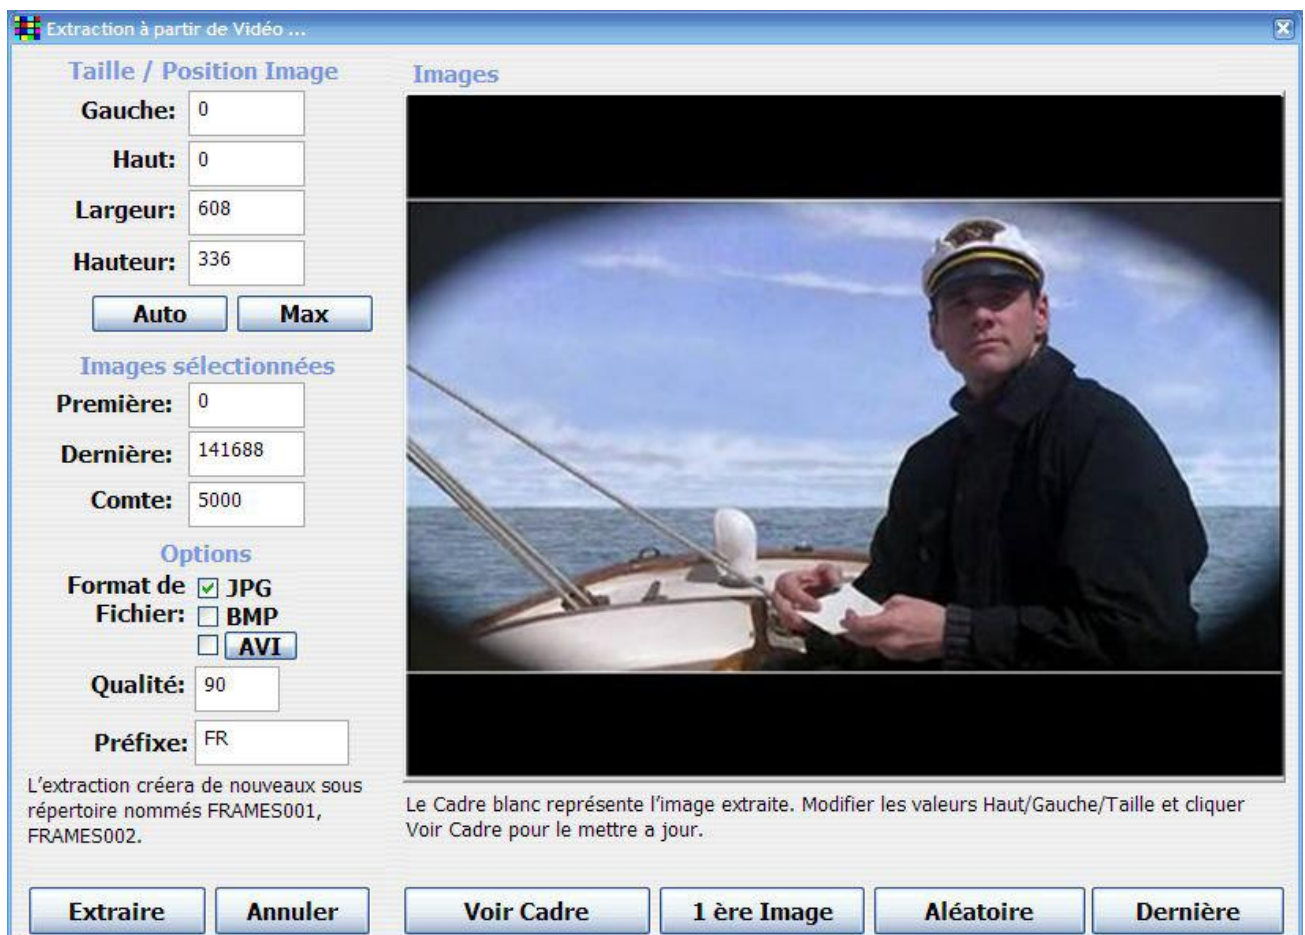 Extraction à partir de Vidéo ...
Taille / Position Image
Gauche: 0
Haut: 0
Largeur: 608
Hauteur: 336
Auto Max
Images sélectionnées
Première: 0
Dernière: 141688
Comte: 5000
Options
Format de Fichier: JPG
BMP
AVI
Qualité: 90
Préfixe: FR
L'extraction créera de nouveaux sous
répertoire nommés FRAMES001,
FRAMES002.
Extraire Annuler
Images
Le Cadre blanc représente l'image extraite. Modifier les valeurs Haut/Gauche/Taille et cliquer
Voir Cadre pour le mettre a jour.
Voir Cadre 1 ère Image Aléatoire Dernière